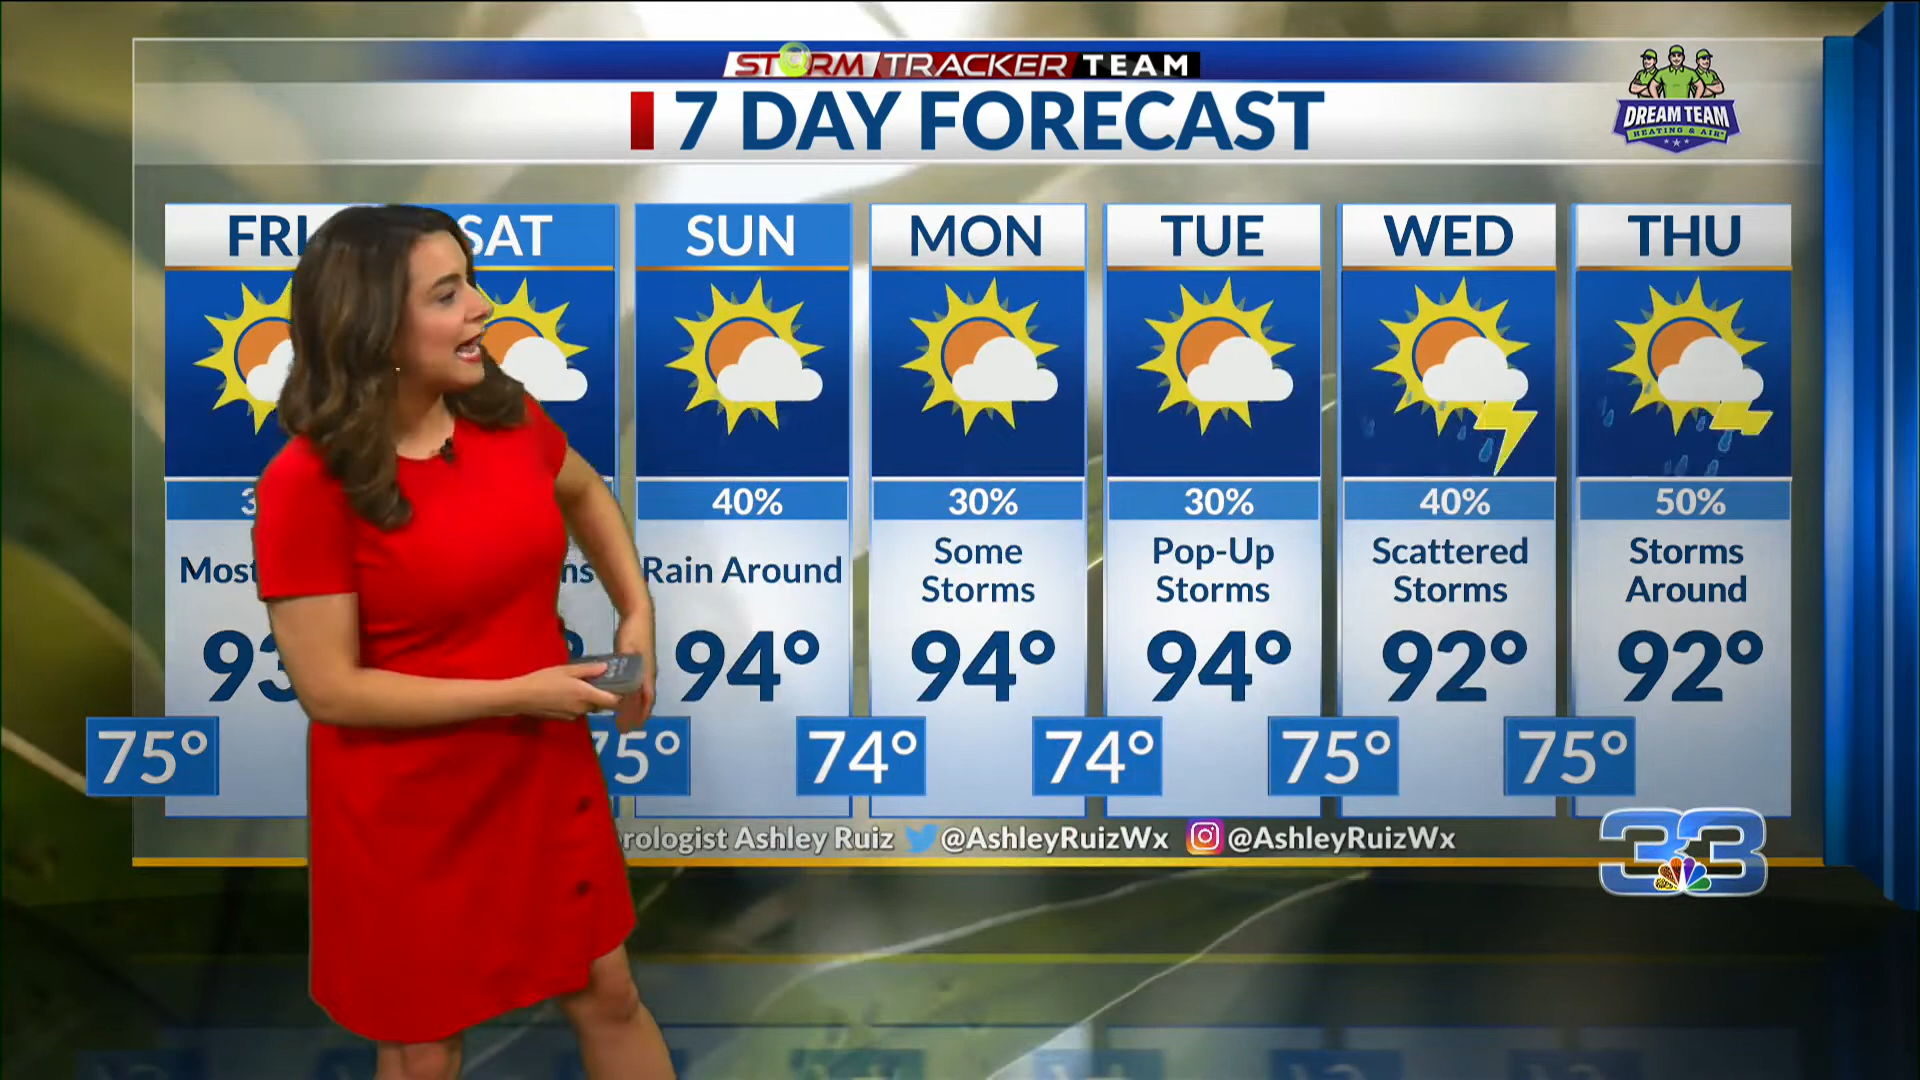 STORM TRACKER TEAM
7 DAY FORECAST
DREAM TEAM
HEATING & AIR
FRI SAT SUN MON TUE WED THU
40% 30% 30% 40% 50%
Rain Around
Some
Storms
Pop-Up
Storms
Scattered
Storms
Storms
Around
94° 94° 94° 92° 92°
75° 75° 74° 74° 75° 75°
Ashley Ruiz @AshleyRuizWx @AshleyRuizWx
33